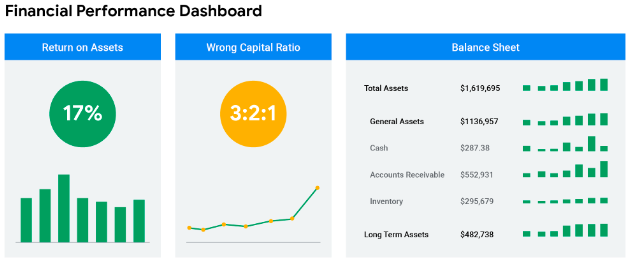 Financial Performance Dashboard
Return on Assets
17%
Wrong Capital Ratio
3:2:1
Balance Sheet
Total Assets $1,619,695
General Assets $1136,957
Cash $287.38
Accounts Receivable $552,931
Inventory $295,679
Long Term Assets $482,738